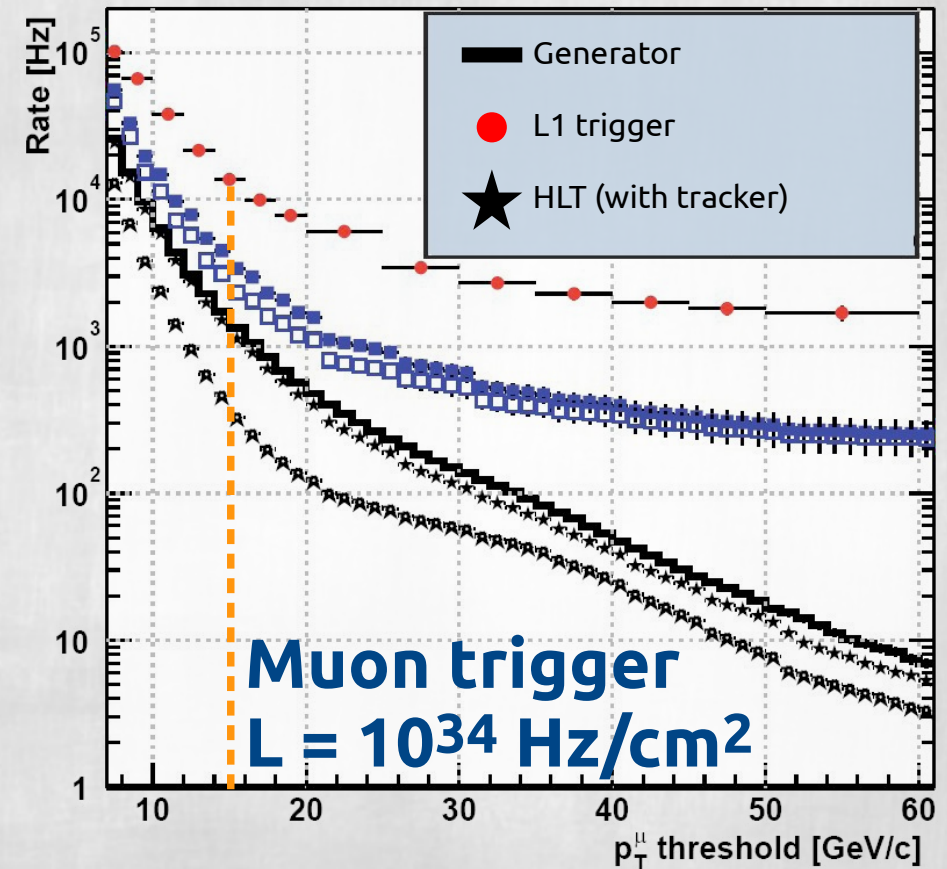 Rate [Hz]
10⁵
10⁴
10³
10²
10
1
Generator
L1 trigger
HLT (with tracker)
Muon trigger
L = 10³⁴ Hz/cm²
10 20 30 40 50 60
p_T^μ threshold [GeV/c]